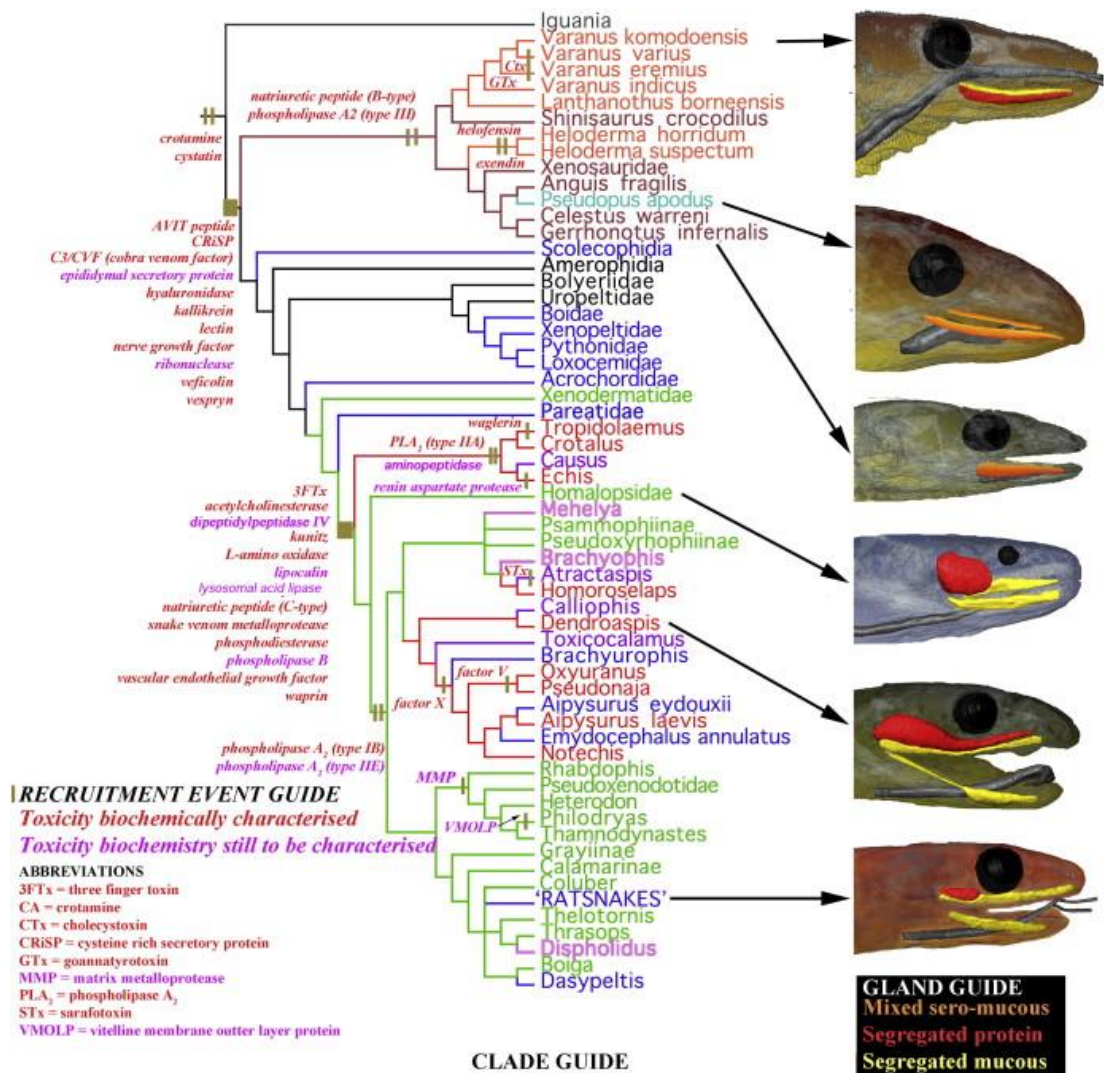 Iguania
Varanus komodoensis
Varanus varius
Ctx
Varanus eremius
GTx
Varanus indicus
natriuretic peptide (B-type)
Lanthanothus borneensis
phospholipase A2 (type III)
Shinisaurus crocodilus
helofensin
Heloderma horridum
crotamine
cystatin
Heloderma suspectum
exendin
Xenosauridae
Anguis fragilis
Pseudopus apodus
Celestus warreni
Gerrhonotus infernalis
AVIT peptide
CRiSP
Scolecophidia
C3/CVF (cobra venom factor)
Amerophidia
epididymal secretory protein
Bolyeriidae
hyaluronidase
Uropeltidae
kallikrein
Boidae
lectin
Xenopeltidae
nerve growth factor
Pythonidae
ribonuclease
Loxocemidae
veficolin
Acrochordidae
vespryn
Xenodermatidae
Pareatidae
waglerin
Tropidolaemus
PLA₂ (type IIA)
Crotalus
aminopeptidase
Causus
renin aspartate protease
Echis
3FTx
Homalopsidae
acetylcholinesterase
Mehelya
dipeptidylpeptidase IV
Psammophiinae
kunitz
Pseudoxyrhophiinae
L-amino oxidase
Brachyophis
lipocalin
STx
Atractaspis
lysosomal acid lipase
Homoroselaps
natriuretic peptide (C-type)
Calliophis
snake venom metalloprotease
Dendroaspis
phosphodiesterase
Toxicocalamus
phospholipase B
Brachyurophis
vascular endothelial growth factor
factor V
Oxyuranus
waprin
factor X
Pseudonaja
Aipysurus eydouxii
Aipysurus laevis
Emydocephalus annulatus
phospholipase A₂ (type IB)
Notechis
phospholipase A₂ (type IIE)
Rhabdophis
MMP
Pseudoxenodotidae
Heterodon
VMOLP
Philodryas
Thamnodynastes
Grayiinae
Calamarinae
Coluber
'RATSNAKES'
Thelotornis
Thrasops
Dispholidus
Boiga
Dasypeltis
RECRUITMENT EVENT GUIDE
Toxicity biochemically characterised
Toxicity biochemistry still to be characterised
ABBREVIATIONS
3FTx = three finger toxin
CA = crotamine
CTx = cholecystoxin
CRiSP = cysteine rich secretory protein
GTx = goannatyrotoxin
MMP = matrix metalloprotease
PLA₂ = phospholipase A₂
STx = sarafotoxin
VMOLP = vitelline membrane outter layer protein
GLAND GUIDE
Mixed sero-mucous
Segregated protein
Segregated mucous
CLADE GUIDE